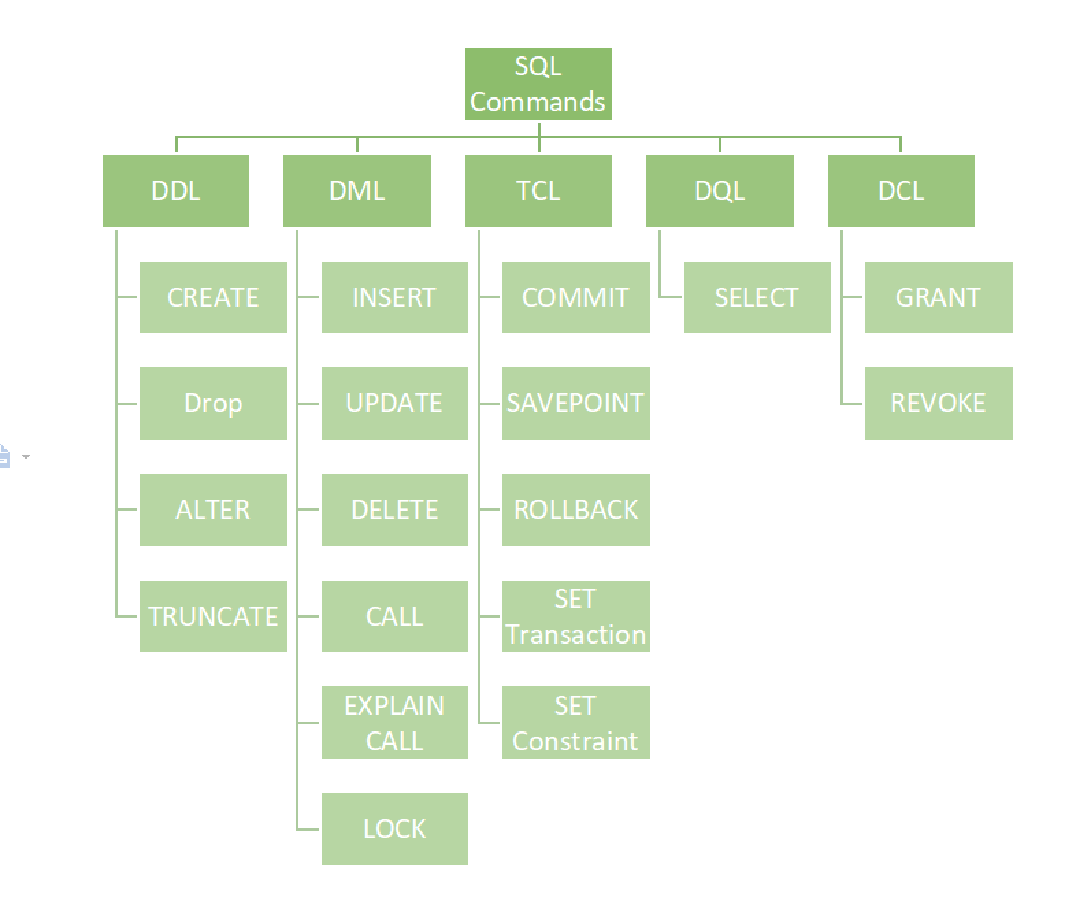 SQL
Commands
DDL
DML
TCL
DQL
DCL
CREATE
INSERT
COMMIT
SELECT
GRANT
Drop
UPDATE
SAVEPOINT
REVOKE
ALTER
DELETE
ROLLBACK
TRUNCATE
CALL
SET
Transaction
EXPLAIN
CALL
SET
Constraint
LOCK